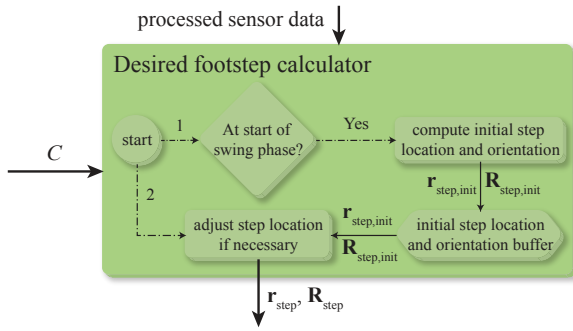 processed sensor data
Desired footstep calculator
start
1
At start of
swing phase?
Yes
compute initial step
location and orientation
C
2
r_step,init R_step,init
adjust step location
if necessary
r_step,init
R_step,init
initial step location
and orientation buffer
r_step, R_step